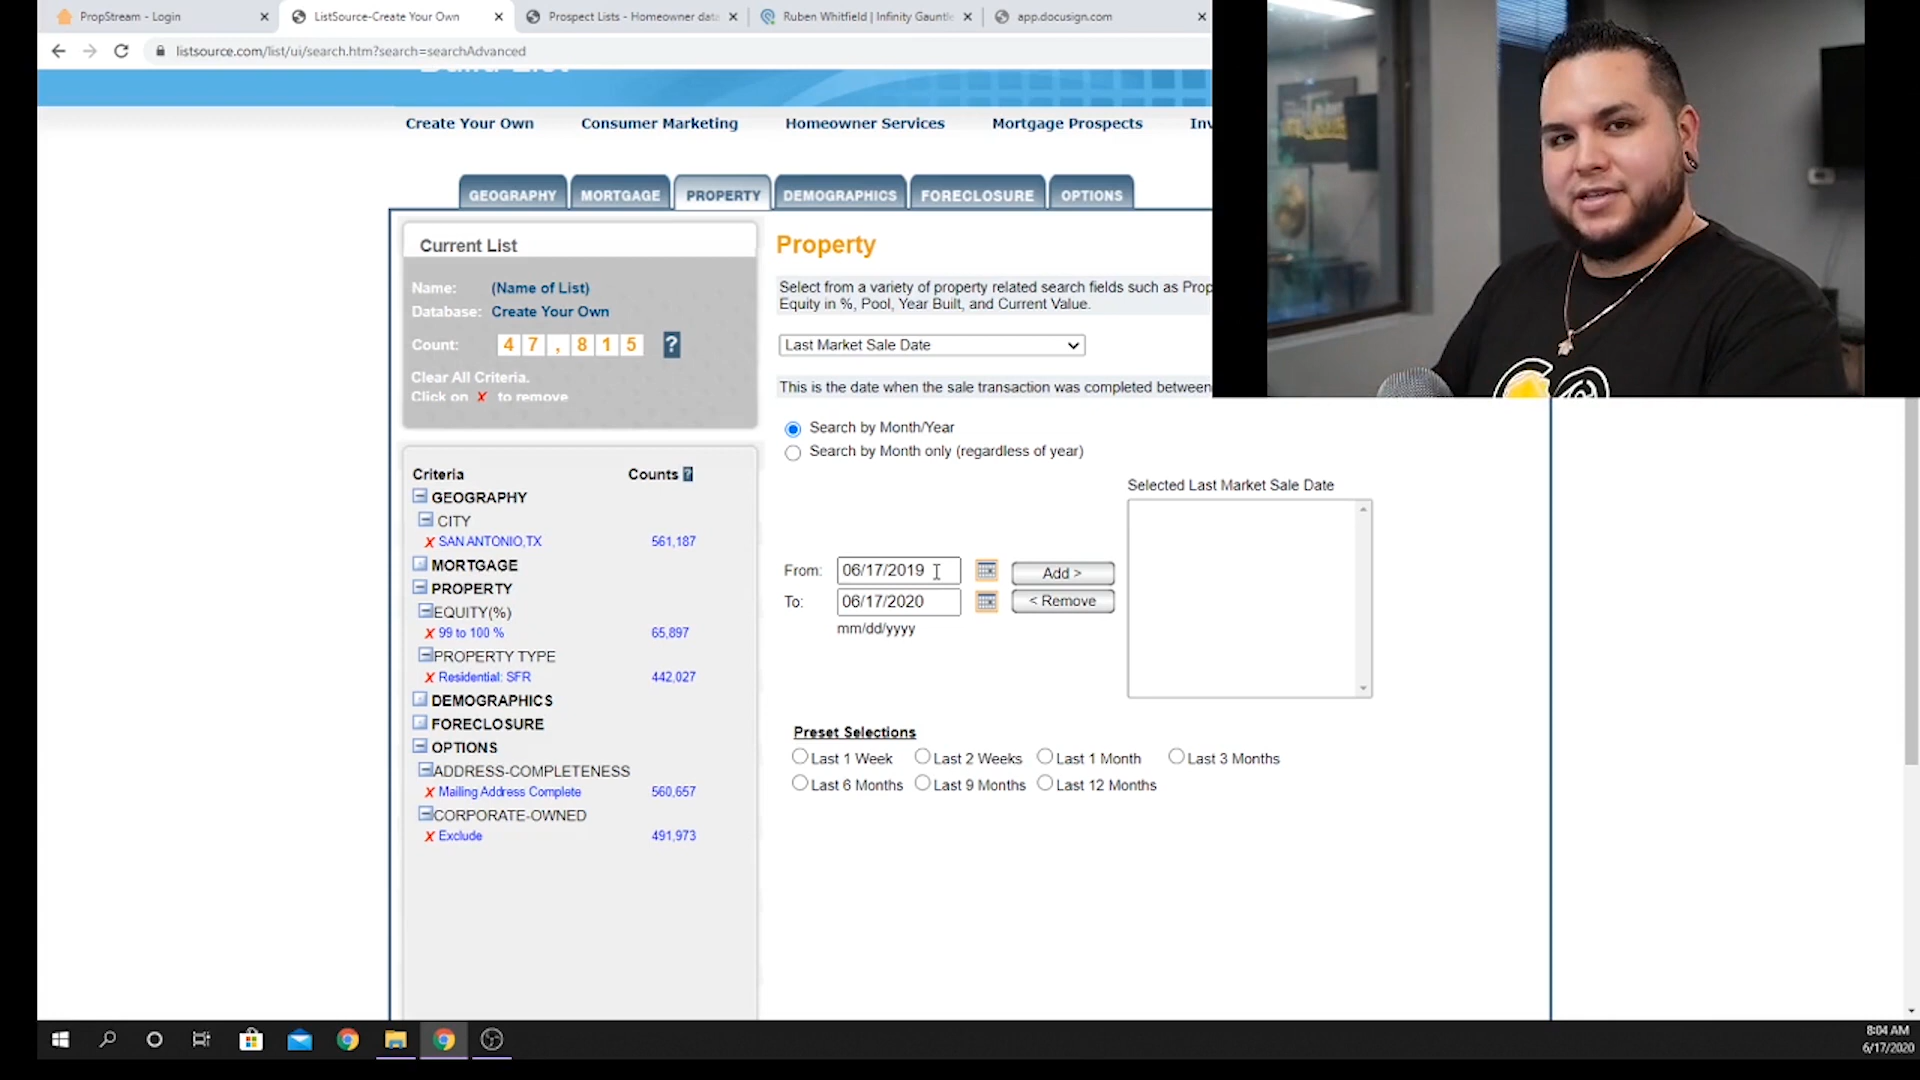 PropStream - Login
ListSource-Create Your Own
Prospect Lists - Homeowner data
Ruben Whitfield | Infinity Gauntle
app.docusign.com
listsource.com/list/ui/search.htm?search=searchAdvanced
Build List
Create Your Own Consumer Marketing Homeowner Services Mortgage Prospects Inv
GEOGRAPHY MORTGAGE PROPERTY DEMOGRAPHICS FORECLOSURE OPTIONS
Current List
Name: (Name of List)
Database: Create Your Own
Count: 47,815 ?
Clear All Criteria.
Click on X to remove
Criteria Counts ?
GEOGRAPHY
CITY
X SAN ANTONIO,TX 561,187
MORTGAGE
PROPERTY
EQUITY(%)
X 99 to 100 % 65,897
PROPERTY TYPE
X Residential: SFR 442,027
DEMOGRAPHICS
FORECLOSURE
OPTIONS
ADDRESS-COMPLETENESS
X Mailing Address Complete 560,657
CORPORATE-OWNED
X Exclude 491,973
Property
Select from a variety of property related search fields such as Prop
Equity in %, Pool, Year Built, and Current Value.
Last Market Sale Date
This is the date when the sale transaction was completed between
Search by Month/Year
Search by Month only (regardless of year)
Selected Last Market Sale Date
From: 06/17/2019 Add >
To: 06/17/2020 < Remove
mm/dd/yyyy
Preset Selections
Last 1 Week Last 2 Weeks Last 1 Month Last 3 Months
Last 6 Months Last 9 Months Last 12 Months
8:04 AM
6/17/2020